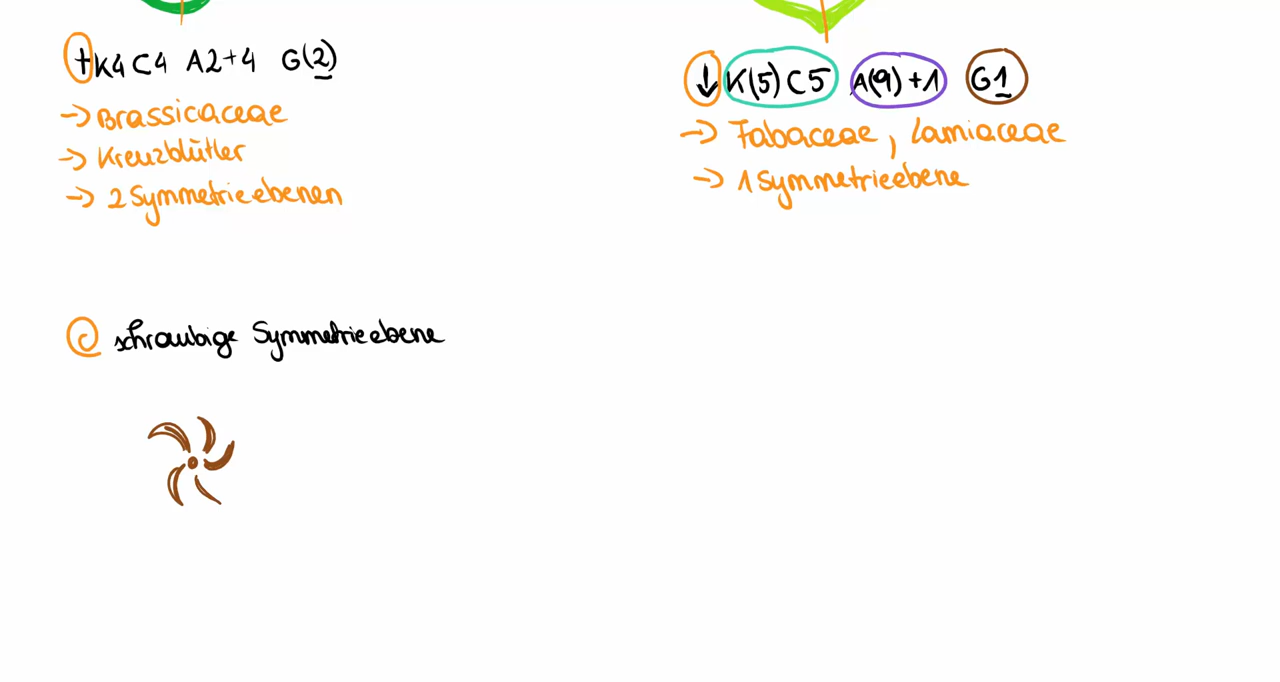 +K4 C4 A2+4 G(2)
→ Brassicaceae
→ Kreuzblütler
→ 2 Symmetrieebenen
↓ K(5) C5 A(9)+1 G1
→ Fabaceae, Lamiaceae
→ 1 Symmetrieebene
schraubige Symmetrieebene